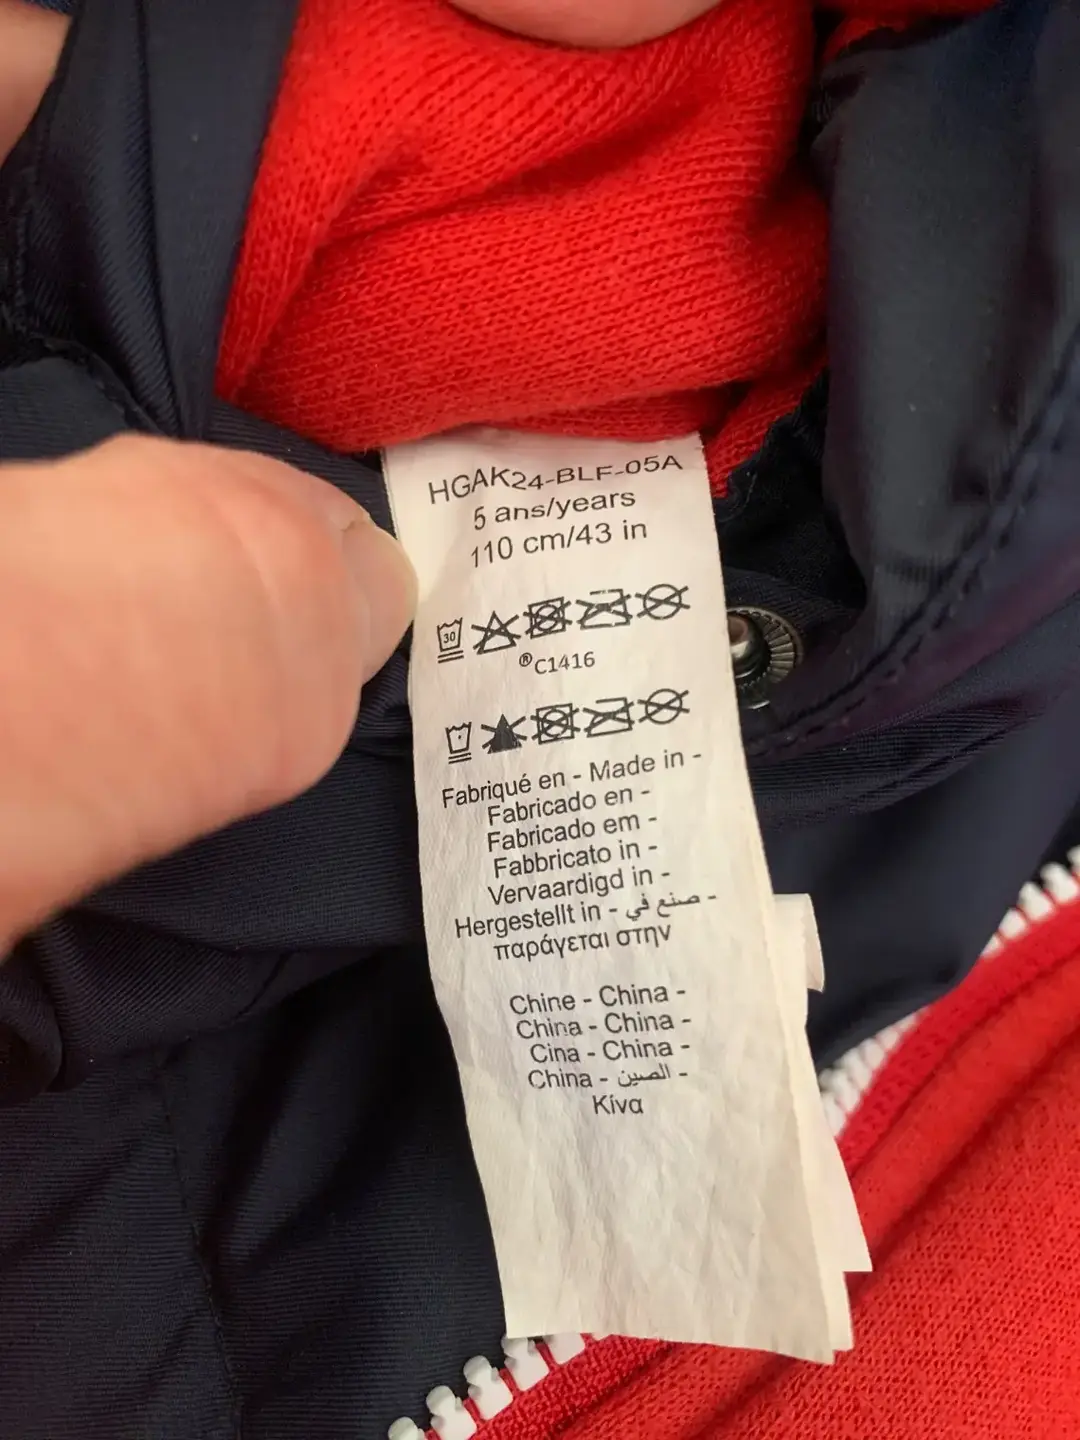 HGAK24-BLF-05A
5 ans/years
110 cm/43 in
30
®C1416
Fabriqué en - Made in -
Fabricado en -
Fabricado em -
Fabbricato in -
Vervaardigd in -
Hergestellt in - صنع في -
παράγεται στην
Chine - China -
China - China -
Cina - China -
China - الصين -
Κίνα